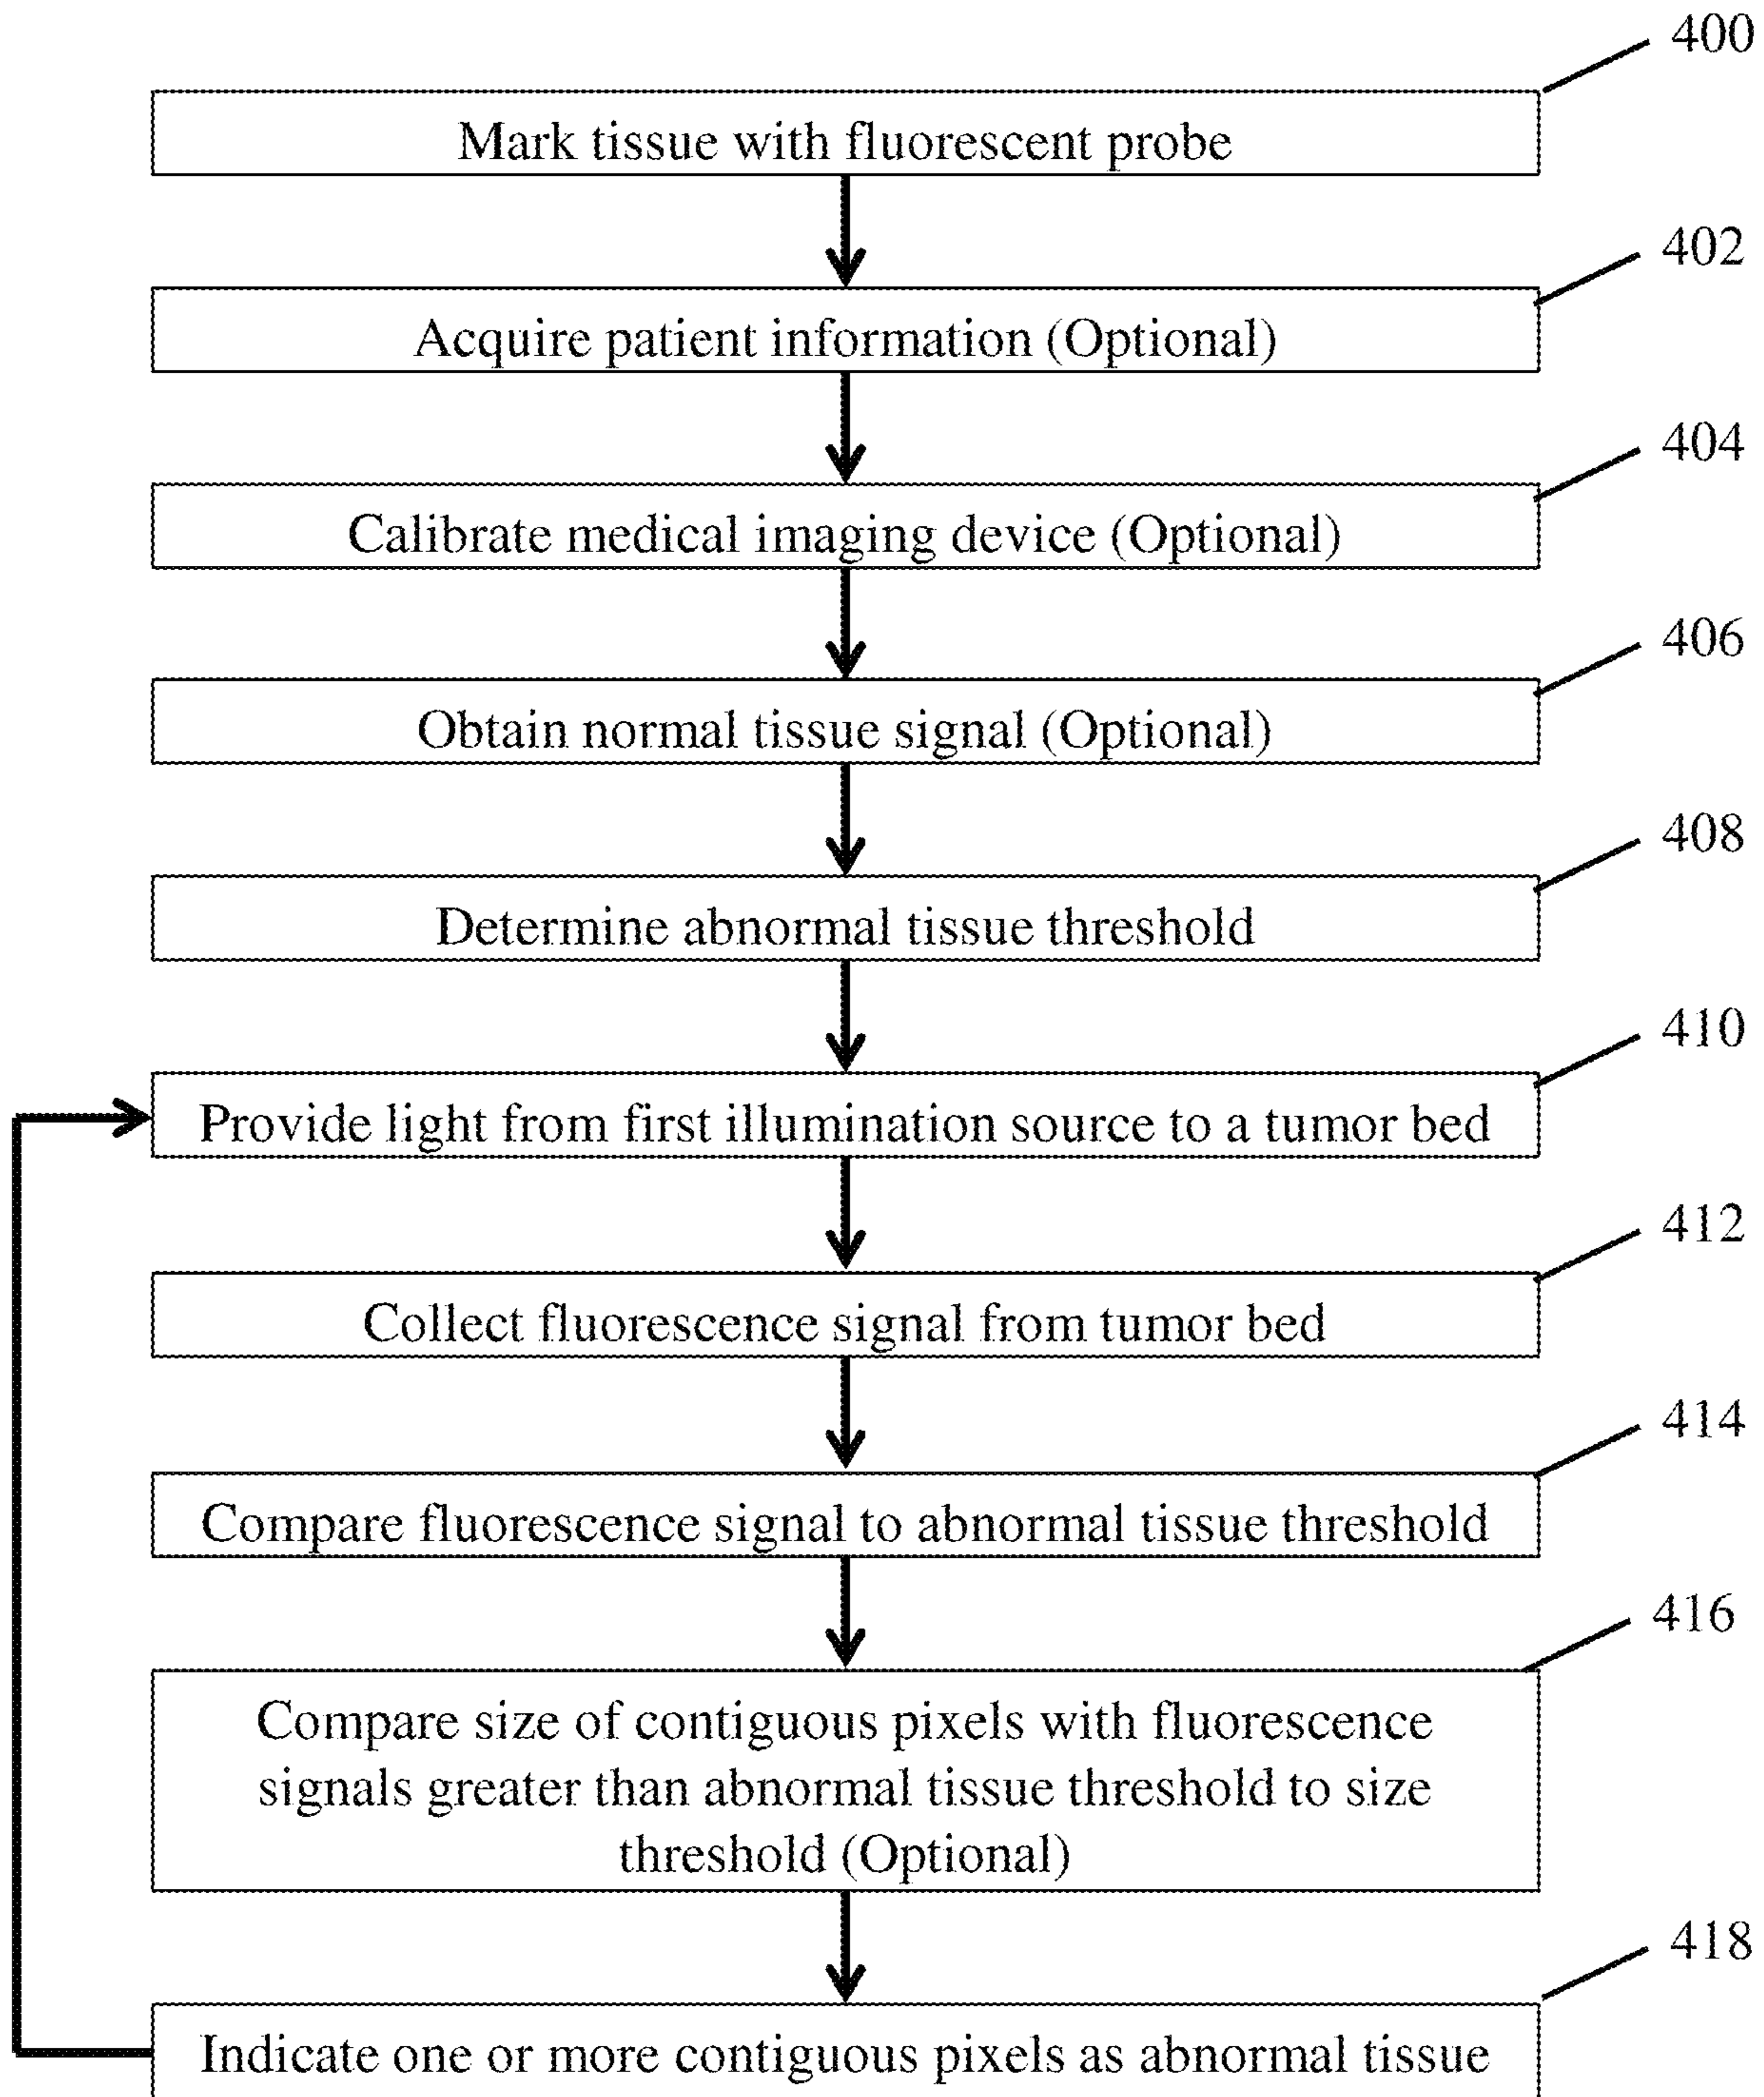 400
Mark tissue with fluorescent probe
402
Acquire patient information (Optional)
404
Calibrate medical imaging device (Optional)
406
Obtain normal tissue signal (Optional)
408
Determine abnormal tissue threshold
410
Provide light from first illumination source to a tumor bed
412
Collect fluorescence signal from tumor bed
414
Compare fluorescence signal to abnormal tissue threshold
416
Compare size of contiguous pixels with fluorescence
signals greater than abnormal tissue threshold to size
threshold (Optional)
418
Indicate one or more contiguous pixels as abnormal tissue